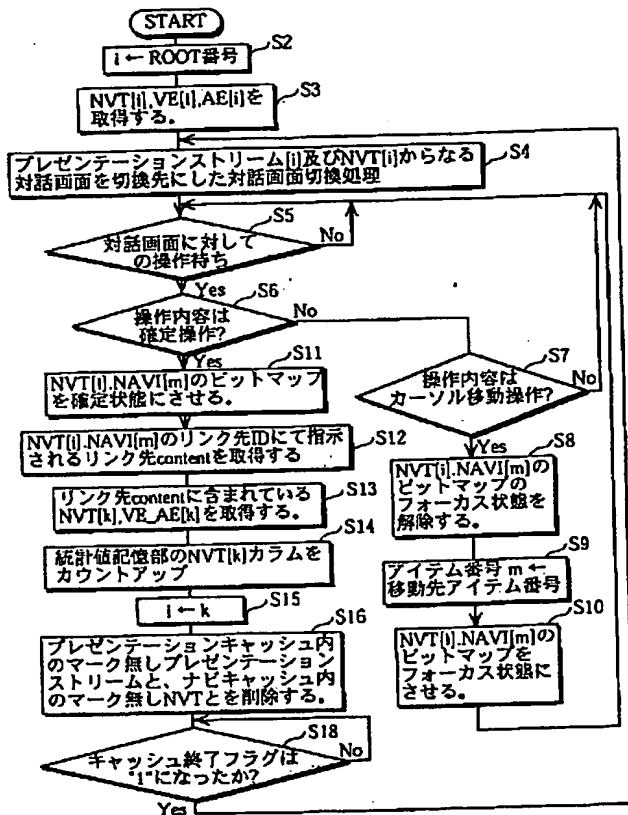 START
S2
i ← ROOT番号
S3
NVT[i],VE[i],AE[i]を
取得する。
S4
プレゼンテーションストリーム[i]及びNVT[i]からなる
対話画面を切換先にした対話画面切換処理
S5
対話画面に対して
の操作待ち
No
Yes
S6
操作内容は
確定操作?
No
Yes
S7
操作内容は
カーソル移動操作?
No
Yes
S8
NVT[i].NAVI[m]の
ビットマップの
フォーカス状態を
解除する。
S9
アイテム番号 m ←
移動先アイテム番号
S10
NVT[i].NAVI[m]の
ビットマップを
フォーカス状態に
させる。
S11
NVT[i].NAVI[m]のビットマップ
を確定状態にさせる。
S12
NVT[i].NAVI[m]のリンク先IDにて指示
されるリンク先contentを取得する
S13
リンク先contentに含まれている
NVT[k],VE_AE[k]を取得する。
S14
統計値記憶部のNVT[k]カラムを
カウントアップ
S15
i ← k
S16
プレゼンテーションキャッシュ内
のマーク無しプレゼンテーション
ストリームと、ナビキャッシュ内
のマーク無しNVTとを削除する。
S18
キャッシュ終了フラグは
"1"になったか?
No
Yes